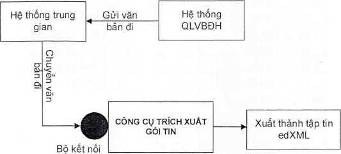 Hệ thống trung
gian
Gửi văn
bản đi
Hệ thống
QLVBĐH
Chuyển văn
bản đi
Bộ kết nối
CÔNG CỤ TRÍCH XUẤT
GÓI TIN
Xuất thành tập tin
edXML